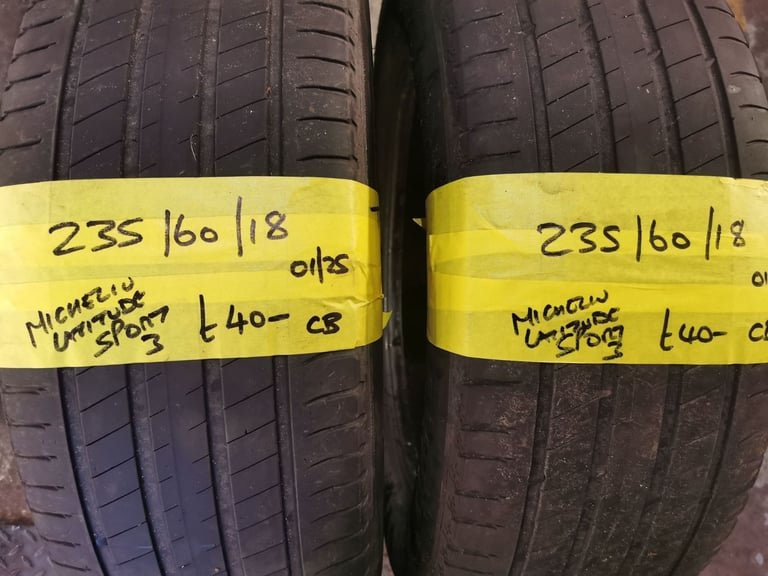 235/60/18
01/25
MICHELIN
LATITUDE
SPORT
3
£40-
CB
235/60/18
01
MICHELIN
LATITUDE
SPORT
3
£40-
CB